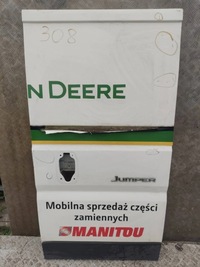 308
N DEERE
JUMPER
Mobilna sprzedaż części
zamiennych
MANITOU